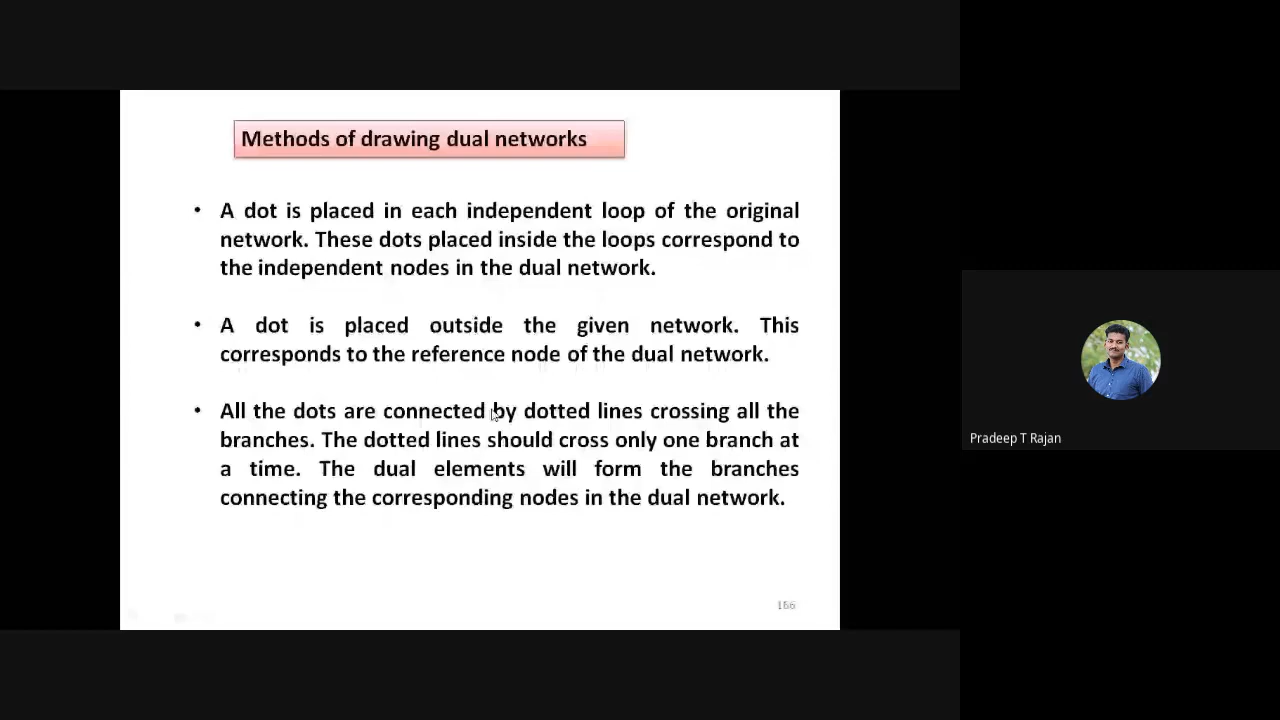 Methods of drawing dual networks
• A dot is placed in each independent loop of the original
network. These dots placed inside the loops correspond to
the independent nodes in the dual network.
• A dot is placed outside the given network. This
corresponds to the reference node of the dual network.
• All the dots are connected by dotted lines crossing all the
branches. The dotted lines should cross only one branch at
a time. The dual elements will form the branches
connecting the corresponding nodes in the dual network.
166
Pradeep T Rajan